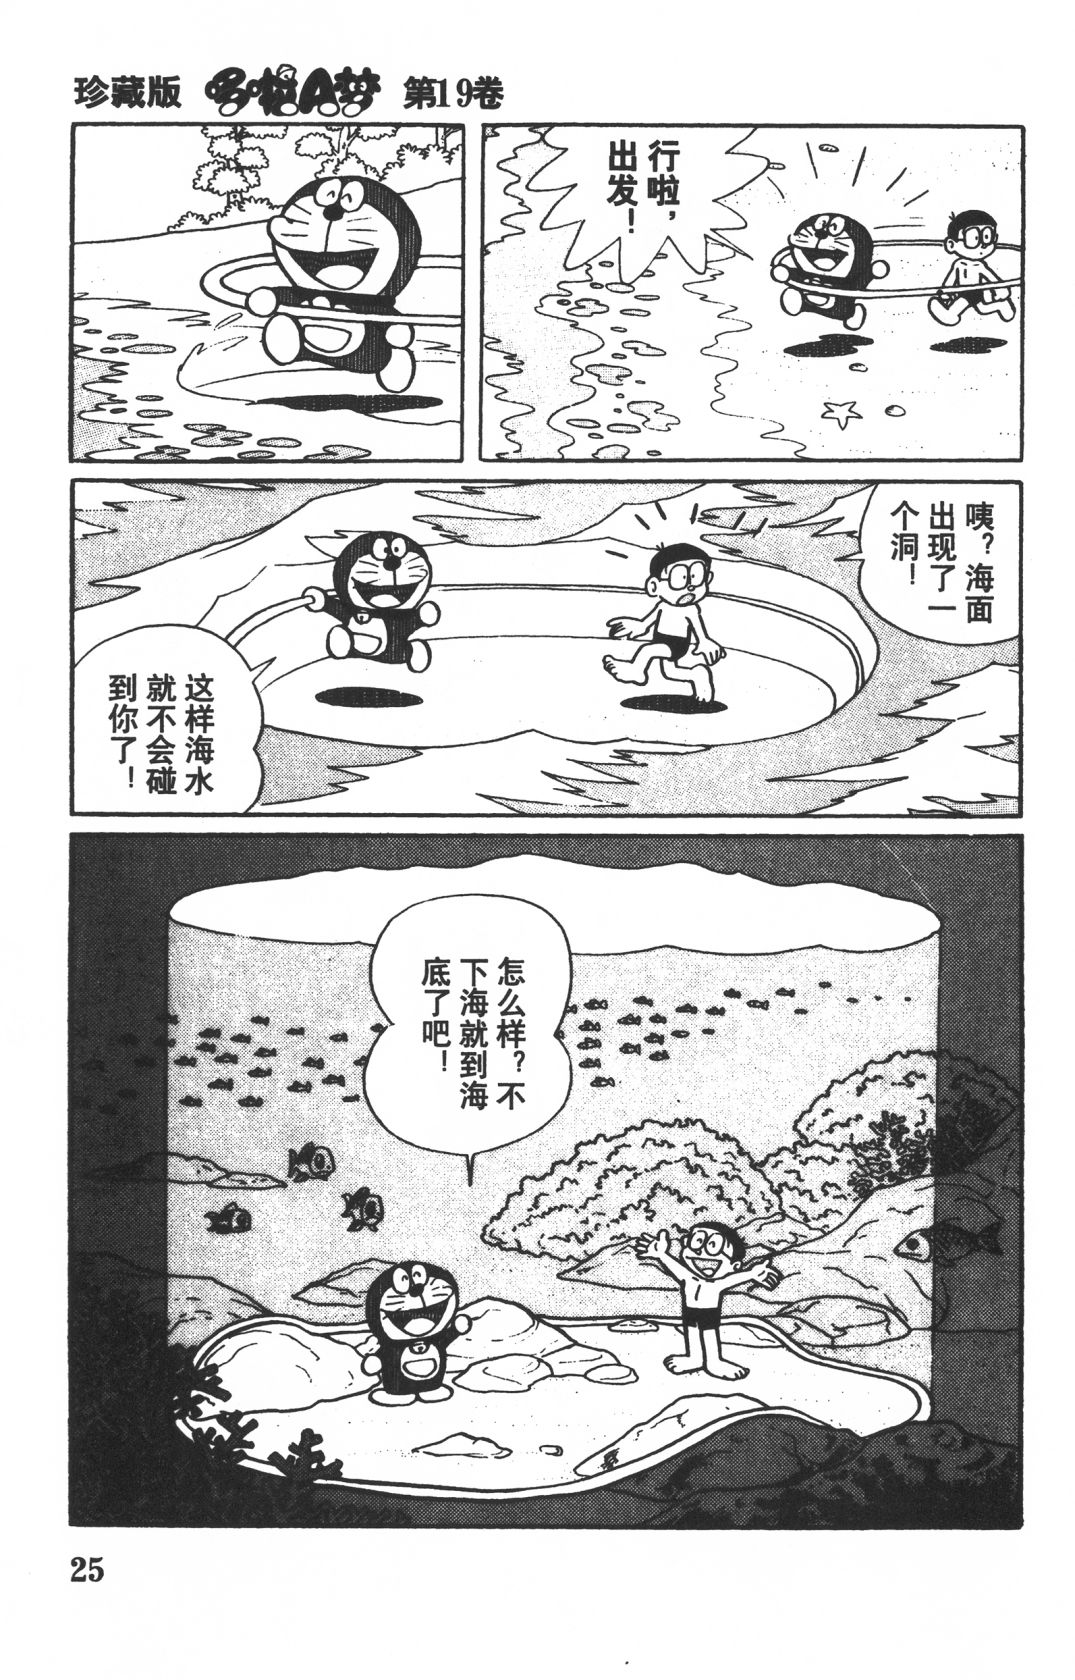 珍藏版 哆啦A梦 第19卷
行啦，
出发！
咦？海面
出现了一
个洞！
这样海水
就不会碰
到你了！
怎么样？不
下海就到海
底了吧！
25